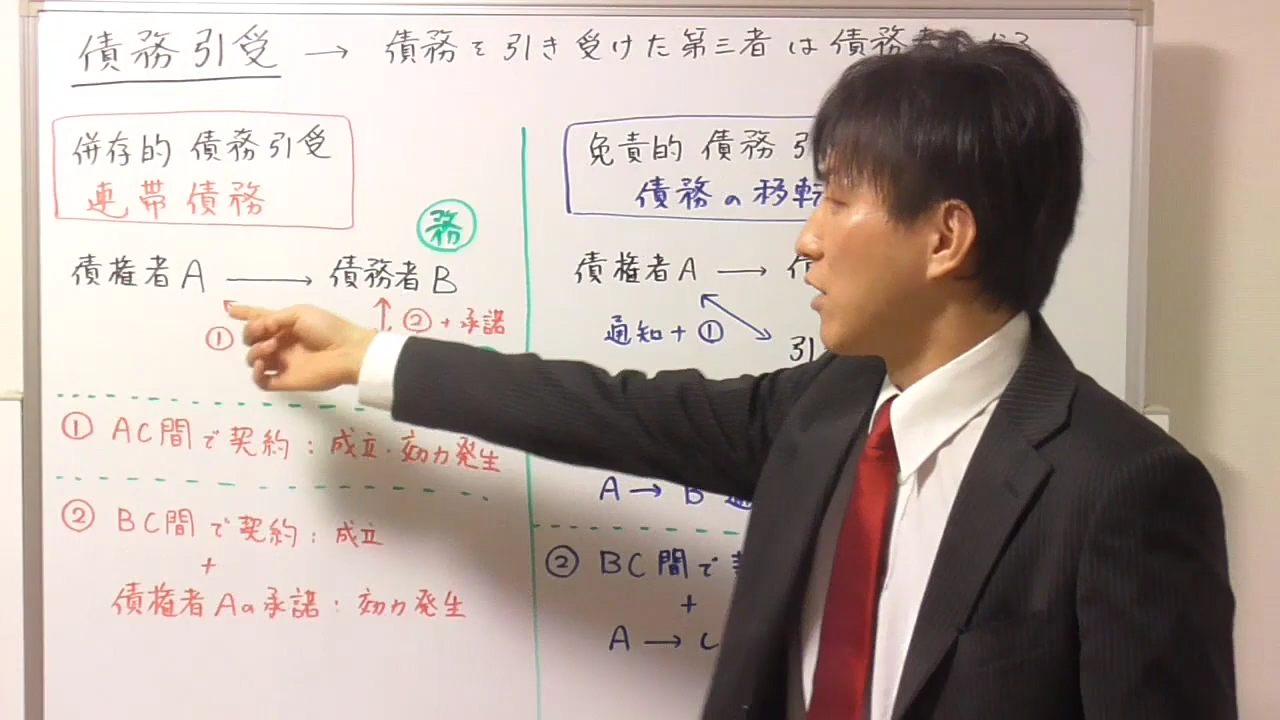 債務引受 → 債務を引き受けた第三者は債務者
併存的 債務引受
連帯債務
務
債権者A → 債務者B
①
② + 承諾
① AC間で契約：成立・効力発生
② BC間で契約：成立
+
債権者Aの承諾：効力発生
免責的 債務 引
債務の移転
債権者A → 債
通知+①
引
A → B 通
② BC間で
+
A →